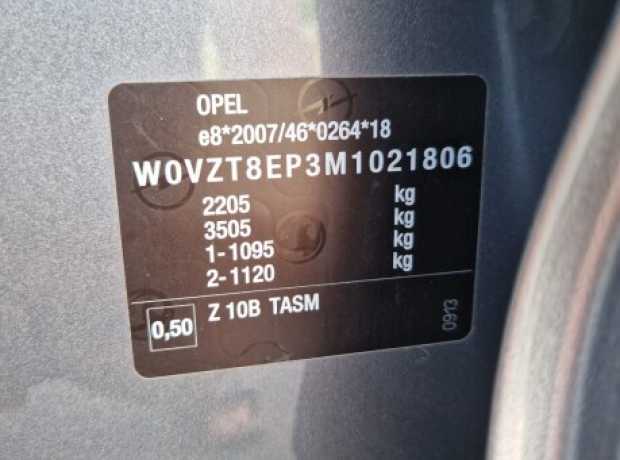 OPEL
e8*2007/46*0264*18
W0VZT8EP3M1021806
2205 kg
3505 kg
1-1095 kg
2-1120 kg
0,50 Z 10B TASM
0913